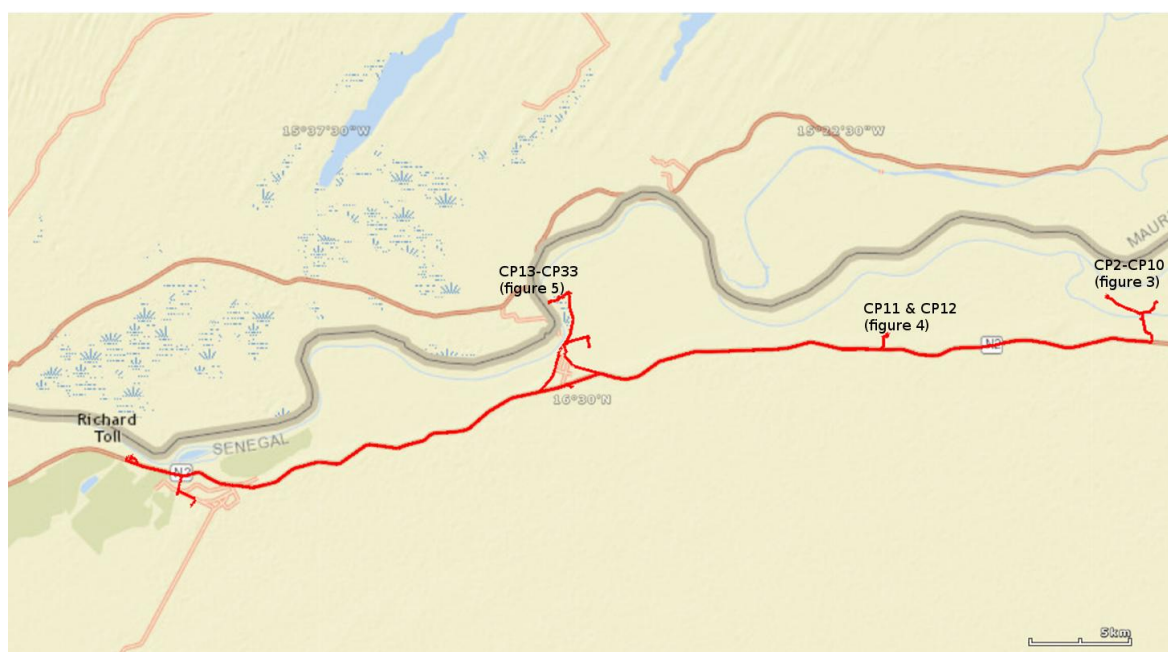 15°37'30"W
15°22'30"W
MAUR
CP13-CP33
(figure 5)
CP2-CP10
(figure 3)
CP11 & CP12
(figure 4)
N2
16°30'N
Richard
Toll
SENEGAL
N2
5km